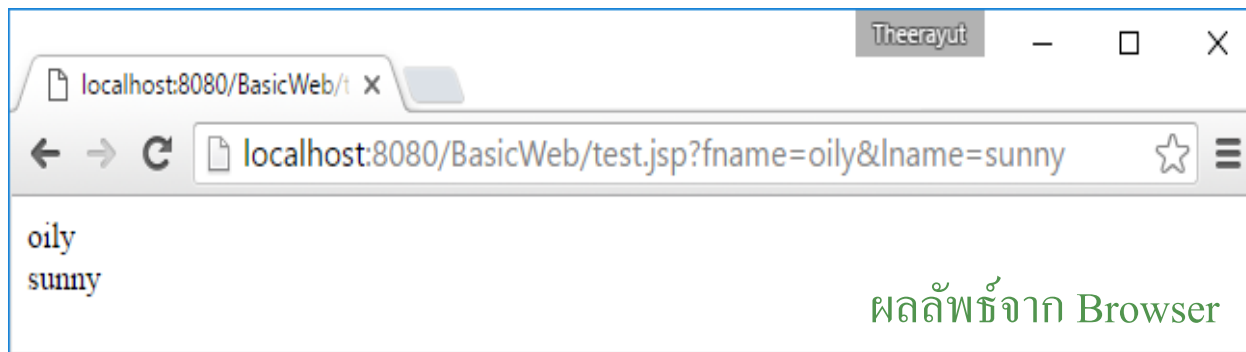 Theerayut
localhost:8080/BasicWeb/t
localhost:8080/BasicWeb/test.jsp?fname=oily&lname=sunny
oily
sunny
ผลลัพธ์จาก Browser